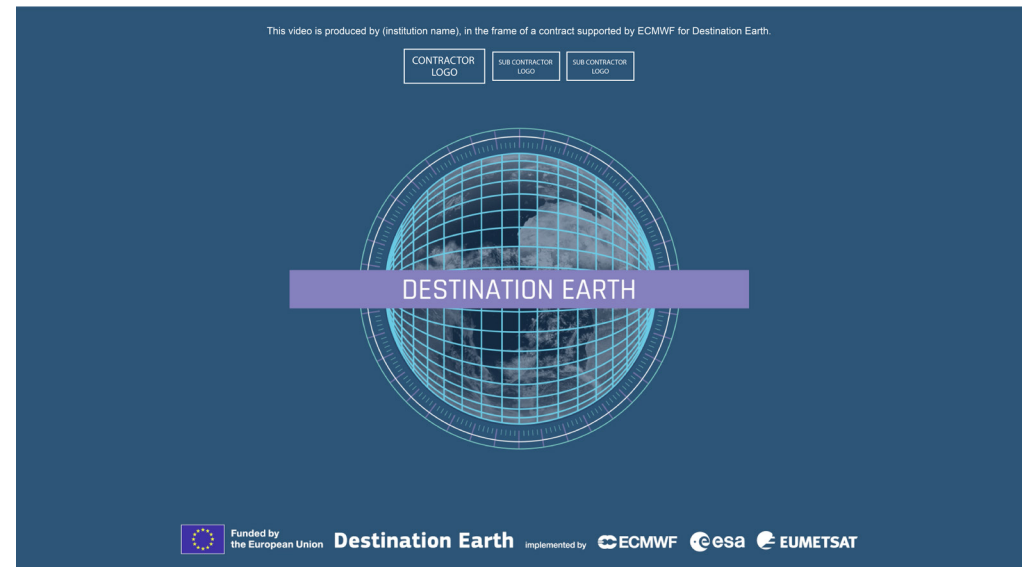 This video is produced by (institution name), in the frame of a contract supported by ECMWF for Destination Earth.
CONTRACTOR
LOGO
SUB CONTRACTOR
LOGO
SUB CONTRACTOR
LOGO
DESTINATION EARTH
Funded by
the European Union
Destination Earth
implemented by
ECMWF
esa
EUMETSAT